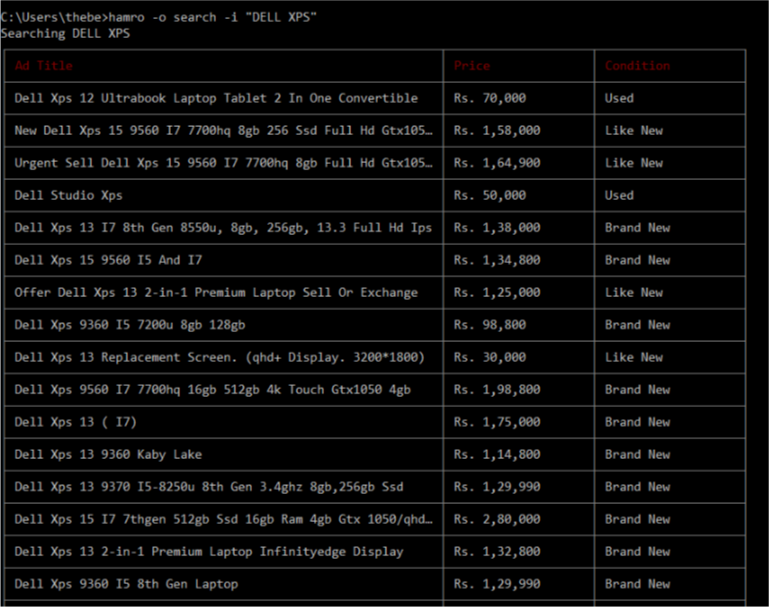 C:\Users\thebe>hamro -o search -i "DELL XPS"
Searching DELL XPS
Ad Title Price Condition
Dell Xps 12 Ultrabook Laptop Tablet 2 In One Convertible Rs. 70,000 Used
New Dell Xps 15 9560 I7 7700hq 8gb 256 Ssd Full Hd Gtx105… Rs. 1,58,000 Like New
Urgent Sell Dell Xps 15 9560 I7 7700hq 8gb Full Hd Gtx105… Rs. 1,64,900 Like New
Dell Studio Xps Rs. 50,000 Used
Dell Xps 13 I7 8th Gen 8550u, 8gb, 256gb, 13.3 Full Hd Ips Rs. 1,38,000 Brand New
Dell Xps 15 9560 I5 And I7 Rs. 1,34,800 Brand New
Offer Dell Xps 13 2-in-1 Premium Laptop Sell Or Exchange Rs. 1,25,000 Like New
Dell Xps 9360 I5 7200u 8gb 128gb Rs. 98,800 Brand New
Dell Xps 13 Replacement Screen. (qhd+ Display. 3200*1800) Rs. 30,000 Like New
Dell Xps 9560 I7 7700hq 16gb 512gb 4k Touch Gtx1050 4gb Rs. 1,98,800 Brand New
Dell Xps 13 ( I7) Rs. 1,75,000 Brand New
Dell Xps 13 9360 Kaby Lake Rs. 1,14,800 Brand New
Dell Xps 13 9370 I5-8250u 8th Gen 3.4ghz 8gb,256gb Ssd Rs. 1,29,990 Brand New
Dell Xps 15 I7 7thgen 512gb Ssd 16gb Ram 4gb Gtx 1050/qhd… Rs. 2,80,000 Brand New
Dell Xps 13 2-in-1 Premium Laptop Infinityedge Display Rs. 1,32,800 Brand New
Dell Xps 9360 I5 8th Gen Laptop Rs. 1,29,990 Brand New